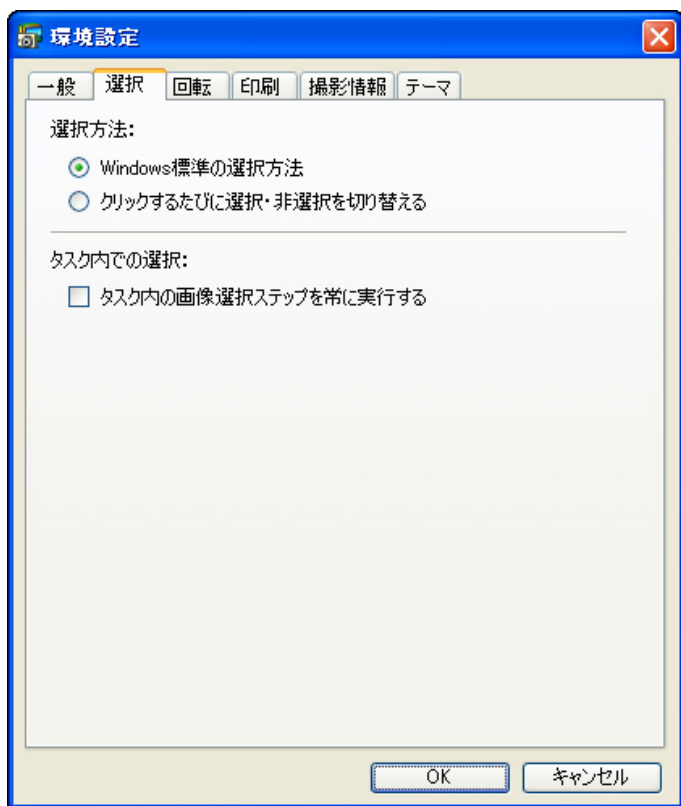 環境設定
一般 選択 回転 印刷 撮影情報 テーマ
選択方法:
Windows標準の選択方法
クリックするたびに選択・非選択を切り替える
タスク内での選択:
タスク内の画像選択ステップを常に実行する
OK キャンセル